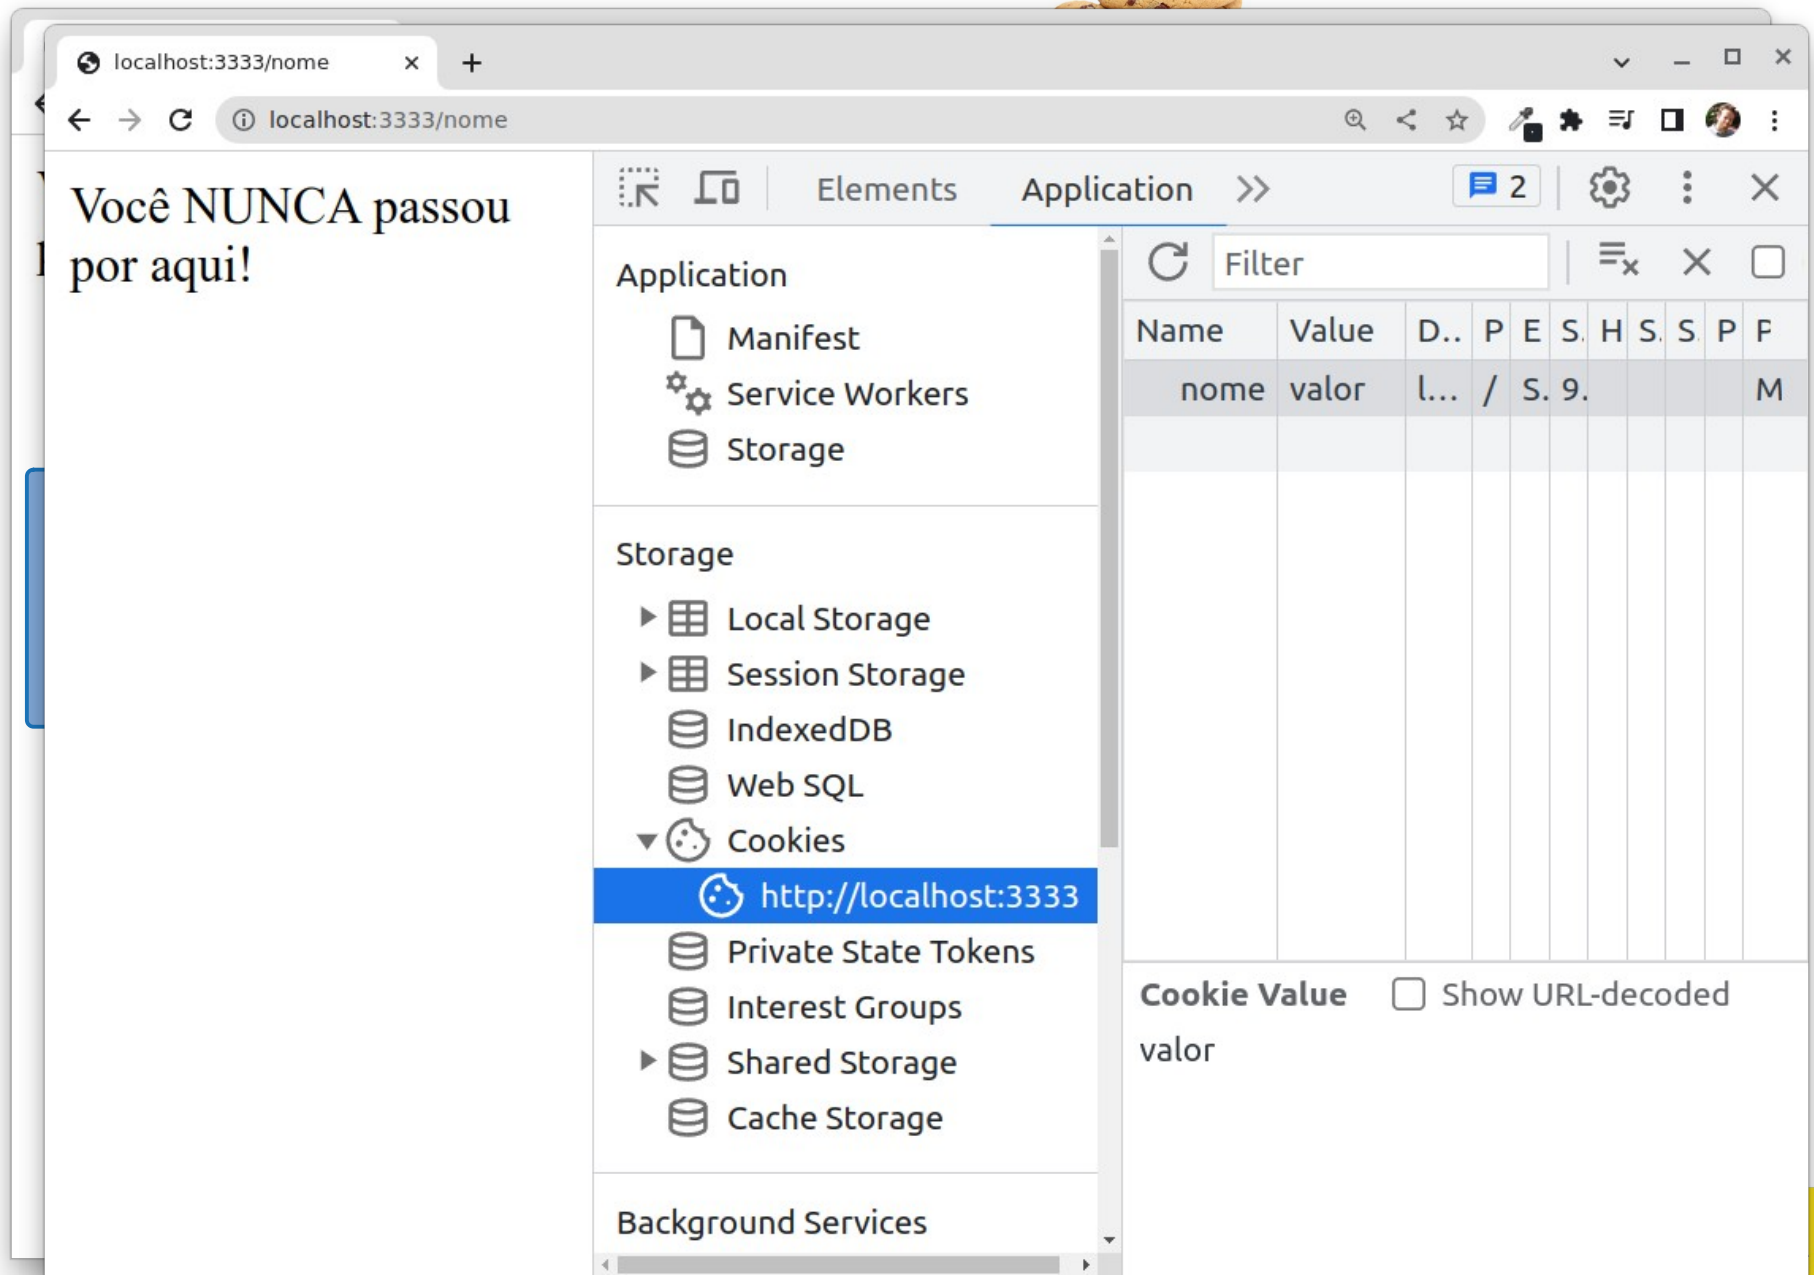 localhost:3333/nome
localhost:3333/nome
Você NUNCA passou
por aqui!
Elements Application 2
Application
Manifest
Service Workers
Storage
Storage
Local Storage
Session Storage
IndexedDB
Web SQL
Cookies
http://localhost:3333
Private State Tokens
Interest Groups
Shared Storage
Cache Storage
Background Services
Filter
Name Value D.. P E S. H S. S. P P
nome valor l... / S. 9. M
Cookie Value Show URL-decoded
valor